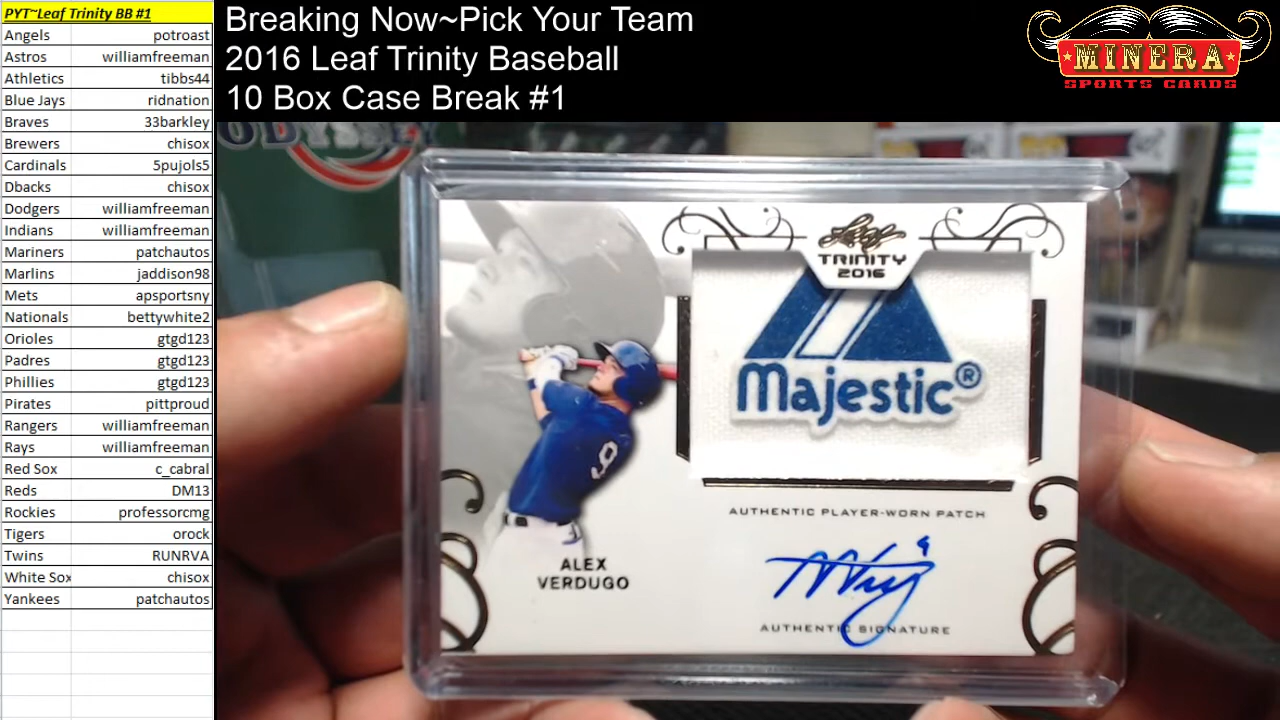 PYT~Leaf Trinity BB #1
Angels potroast
Astros williamfreeman
Athletics tibbs44
Blue Jays ridnation
Braves 33barkley
Brewers chisox
Cardinals 5pujols5
Dbacks chisox
Dodgers williamfreeman
Indians williamfreeman
Mariners patchautos
Marlins jaddison98
Mets apsportsny
Nationals bettywhite2
Orioles gtgd123
Padres gtgd123
Phillies gtgd123
Pirates pittproud
Rangers williamfreeman
Rays williamfreeman
Red Sox c_cabral
Reds DM13
Rockies professorcmg
Tigers orock
Twins RUNRVA
White Sox chisox
Yankees patchautos
Breaking Now~Pick Your Team
2016 Leaf Trinity Baseball
10 Box Case Break #1
MINERA
SPORTS CARDS
Leaf
TRINITY
2016
Majestic®
9
AUTHENTIC PLAYER-WORN PATCH
ALEX
VERDUGO
9
AUTHENTIC SIGNATURE